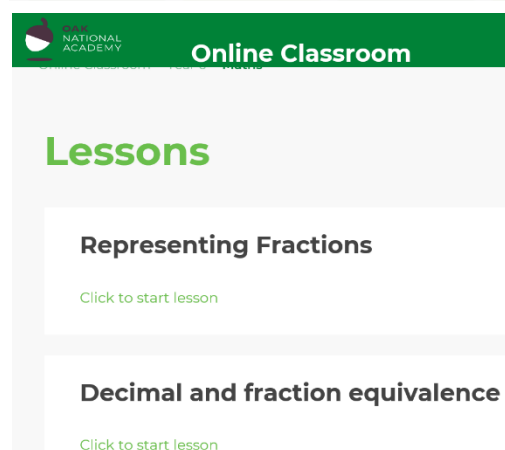 OAK
NATIONAL
ACADEMY
Online Classroom
Maths
Lessons
Representing Fractions
Click to start lesson
Decimal and fraction equivalence
Click to start lesson